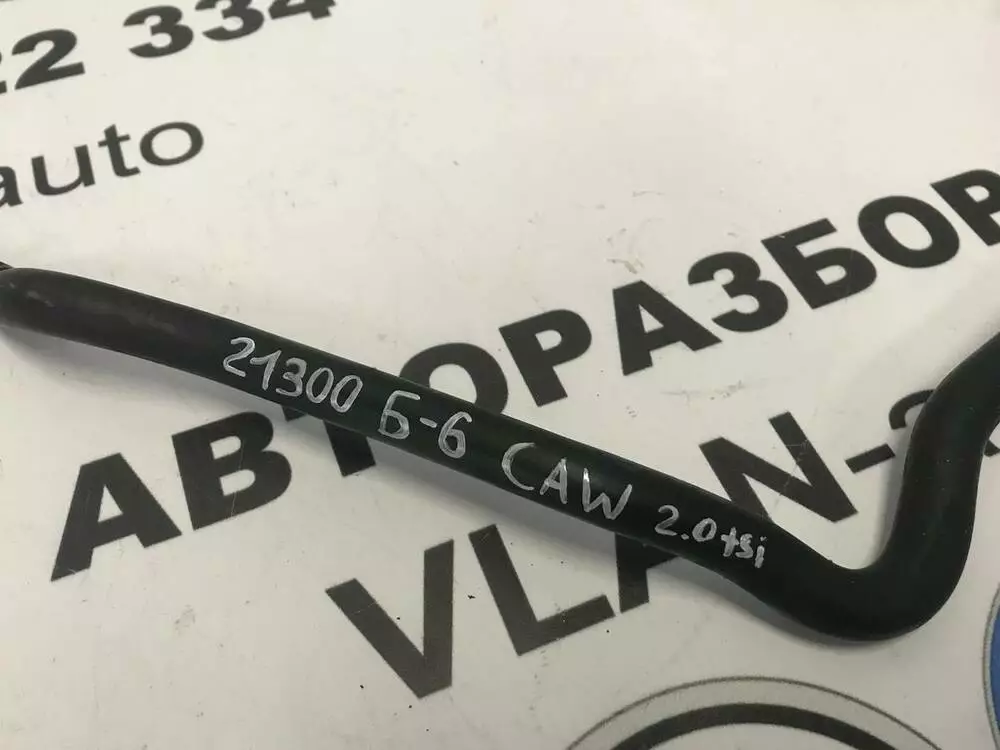 22 334
auto
АВТОРАЗБОР
VLAN-
21300 Б-6 CAW 2.0tsi